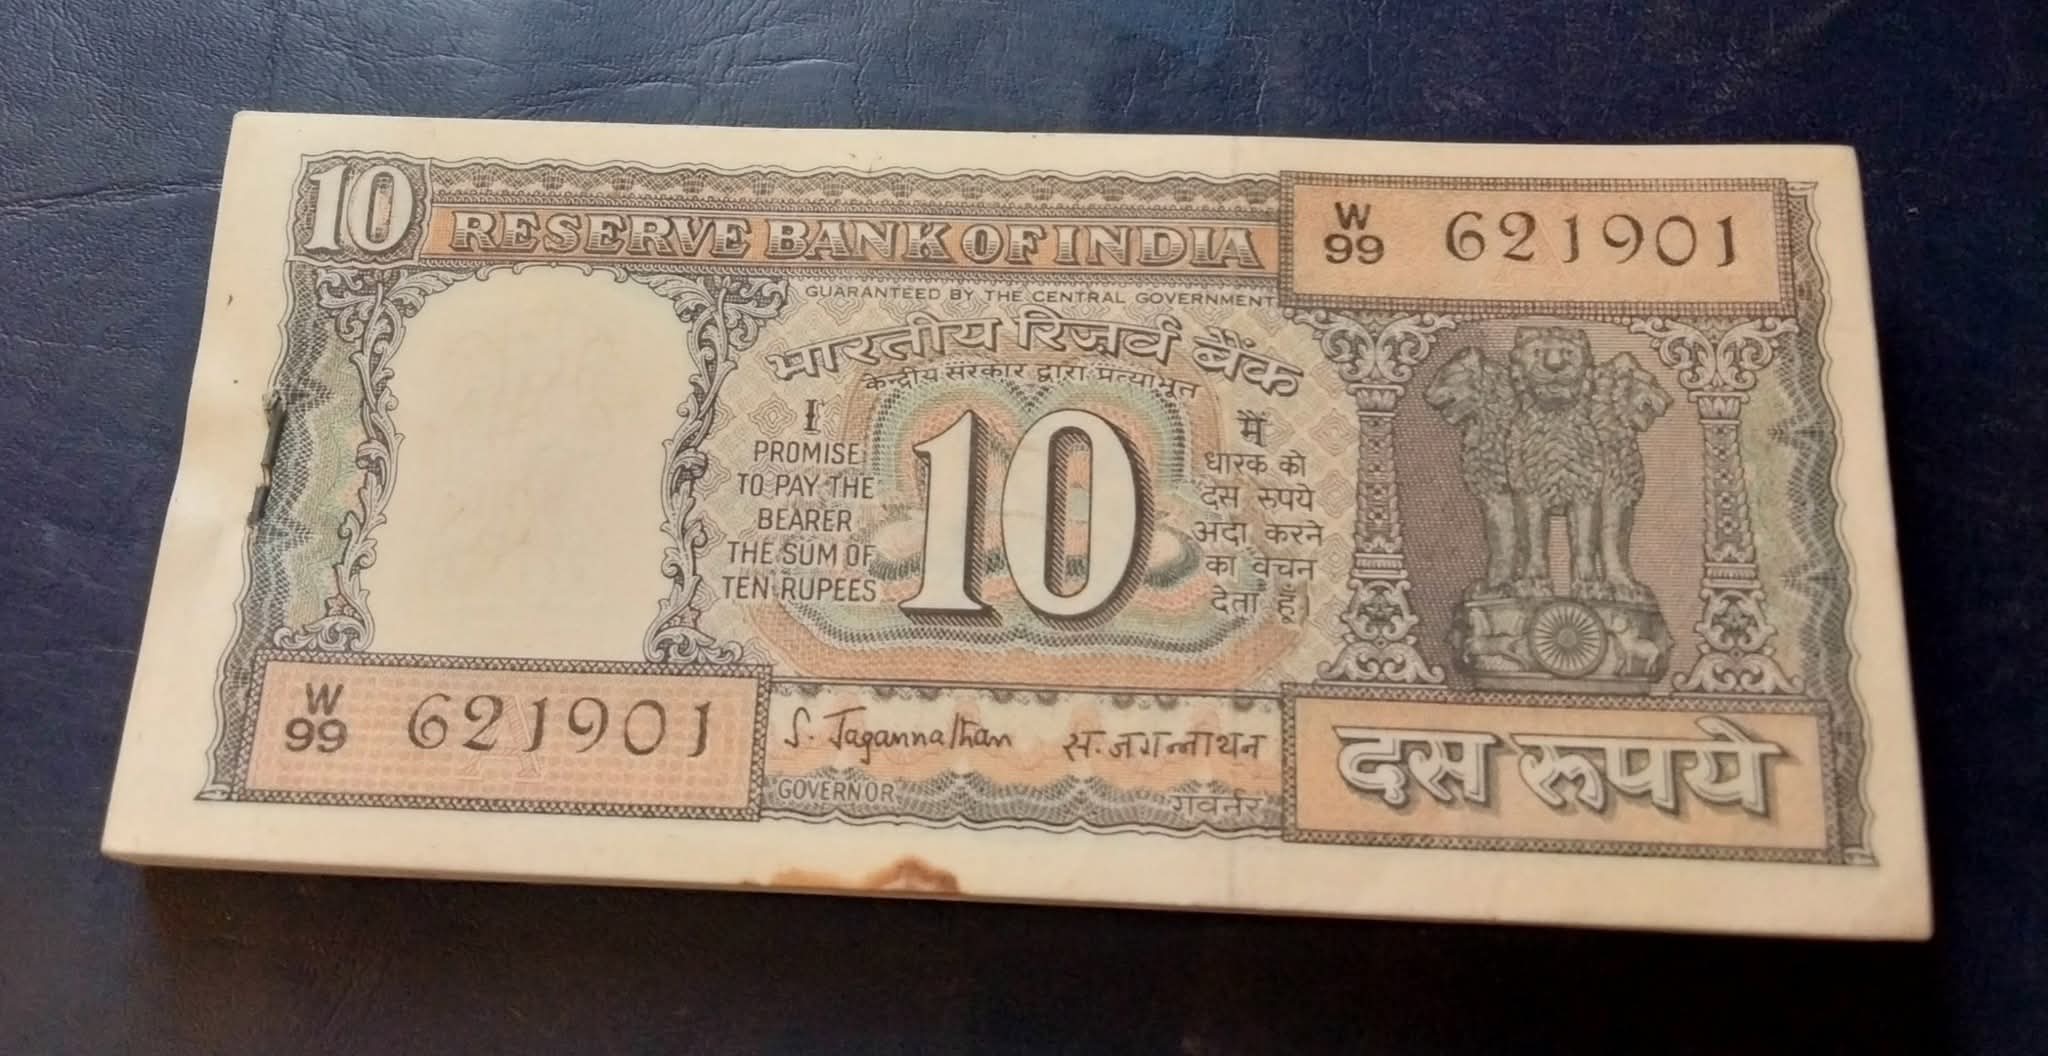 10
RESERVE BANK OF INDIA
W
99 621901
GUARANTEED BY THE CENTRAL GOVERNMENT
भारतीय रिज़र्व बैंक
केन्द्रीय सरकार द्वारा प्रत्याभूत
I
PROMISE
TO PAY THE
BEARER
THE SUM OF
TEN RUPEES
10
मैं
धारक को
दस रुपये
अदा करने
का वचन
देता हूँ।
W
99 621901
A
S. Jagannathan स. जगन्नाथन
GOVERNOR गवर्नर
दस रूपये